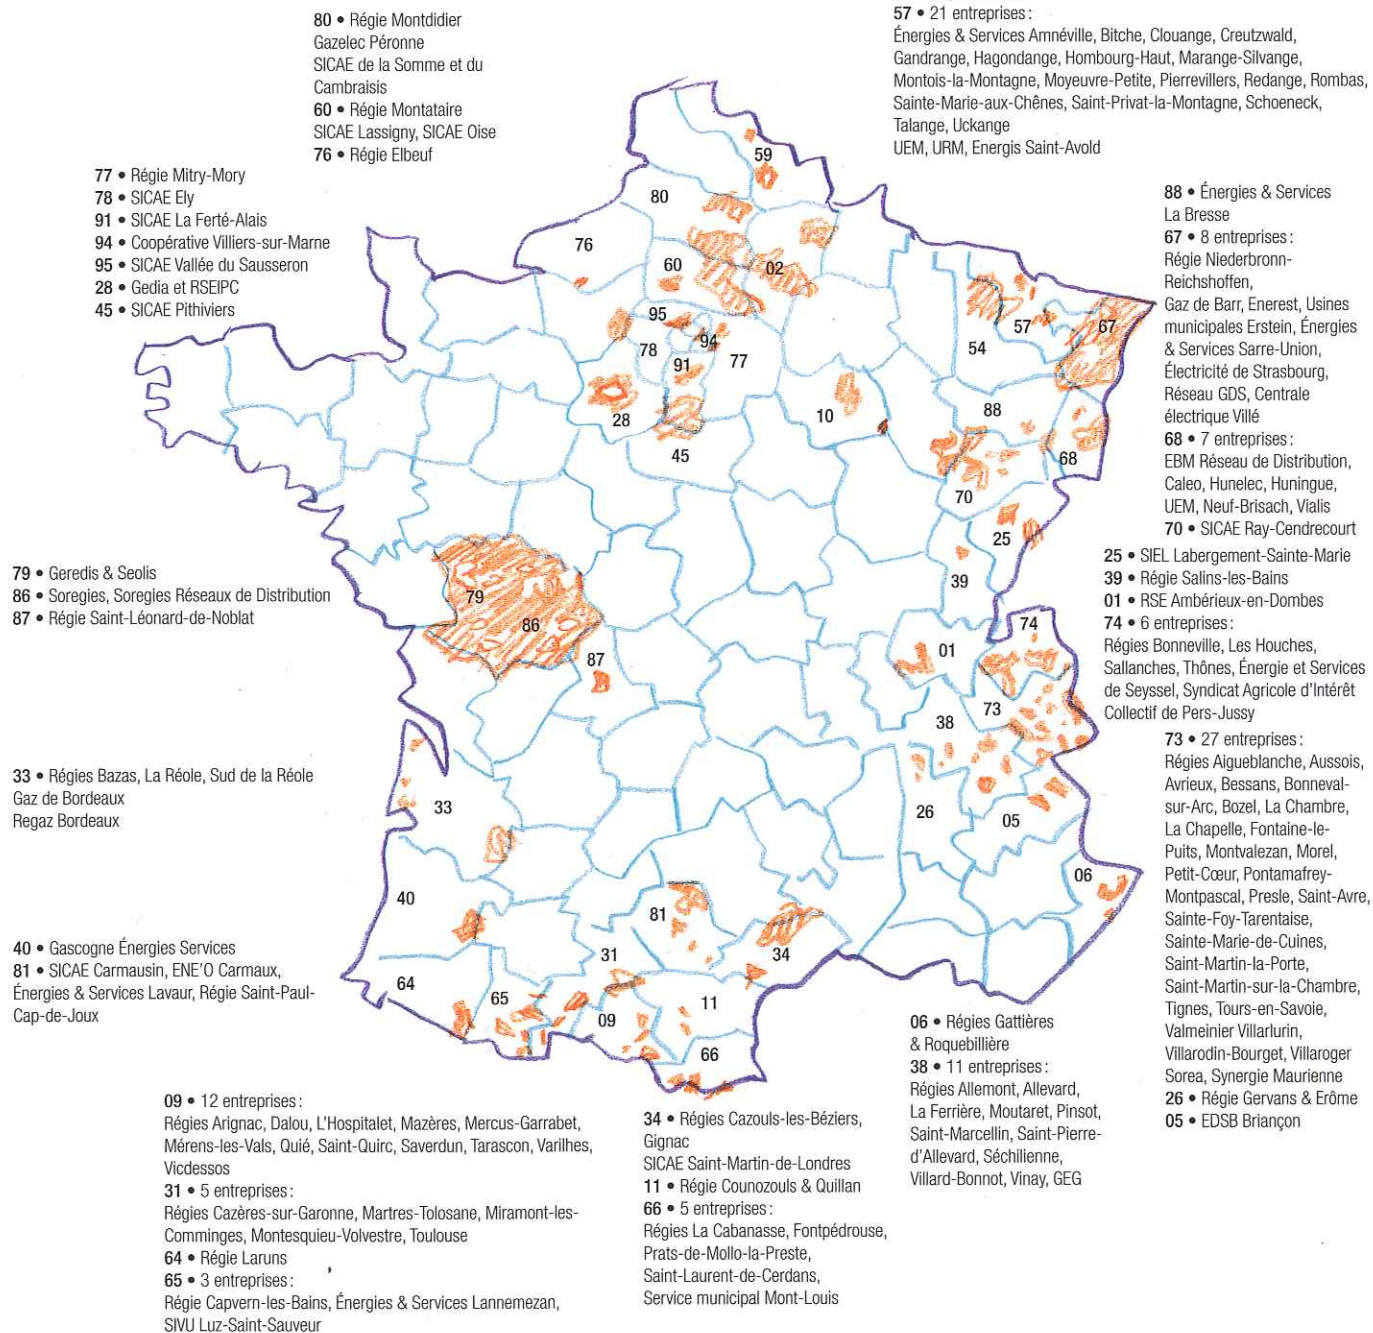 80 • Régie Montdidier
Gazelec Péronne
SICAE de la Somme et du
Cambraisis
60 • Régie Montataire
SICAE Lassigny, SICAE Oise
76 • Régie Elbeuf
57 • 21 entreprises :
Énergies & Services Amnéville, Bitche, Clouange, Creutzwald,
Gandrange, Hagondange, Hombourg-Haut, Marange-Silvange,
Montois-la-Montagne, Moyeuvre-Petite, Pierrevillers, Redange, Rombas,
Sainte-Marie-aux-Chênes, Saint-Privat-la-Montagne, Schoeneck,
Talange, Uckange
UEM, URM, Energis Saint-Avold
77 • Régie Mitry-Mory
78 • SICAE Ely
91 • SICAE La Ferté-Alais
94 • Coopérative Villiers-sur-Marne
95 • SICAE Vallée du Sausseron
28 • Gedia et RSEIPC
45 • SICAE Pithiviers
88 • Énergies & Services
La Bresse
67 • 8 entreprises :
Régie Niederbronn-
Reichshoffen,
Gaz de Barr, Enerest, Usines
municipales Erstein, Énergies
& Services Sarre-Union,
Électricité de Strasbourg,
Réseau GDS, Centrale
électrique Villé
68 • 7 entreprises :
EBM Réseau de Distribution,
Caleo, Hunelec, Huningue,
UEM, Neuf-Brisach, Vialis
70 • SICAE Ray-Cendrecourt
25 • SIEL Labergement-Sainte-Marie
39 • Régie Salins-les-Bains
01 • RSE Ambérieux-en-Dombes
74 • 6 entreprises :
Régies Bonneville, Les Houches,
Sallanches, Thônes, Énergie et Services
de Seyssel, Syndicat Agricole d'Intérêt
Collectif de Pers-Jussy
73 • 27 entreprises :
Régies Aigueblanche, Aussois,
Avrieux, Bessans, Bonneval-
sur-Arc, Bozel, La Chambre,
La Chapelle, Fontaine-le-
Puits, Montvalezan, Morel,
Petit-Cœur, Pontamafrey-
Montpascal, Presle, Saint-Avre,
Sainte-Foy-Tarentaise,
Sainte-Marie-de-Cuines,
Saint-Martin-la-Porte,
Saint-Martin-sur-la-Chambre,
Tignes, Tours-en-Savoie,
Valmeinier Villarlurin,
Villarodin-Bourget, Villaroger
Sorea, Synergie Maurienne
26 • Régie Gervans & Erôme
05 • EDSB Briançon
79 • Geredis & Seolis
86 • Soregies, Soregies Réseaux de Distribution
87 • Régie Saint-Léonard-de-Noblat
33 • Régies Bazas, La Réole, Sud de la Réole
Gaz de Bordeaux
Regaz Bordeaux
40 • Gascogne Énergies Services
81 • SICAE Carmausin, ENE'O Carmaux,
Énergies & Services Lavaur, Régie Saint-Paul-
Cap-de-Joux
09 • 12 entreprises :
Régies Arignac, Dalou, L'Hospitalet, Mazères, Mercus-Garrabet,
Mérens-les-Vals, Quié, Saint-Quirc, Saverdun, Tarascon, Varilhes,
Vicdessos
31 • 5 entreprises :
Régies Cazères-sur-Garonne, Martres-Tolosane, Miramont-les-
Comminges, Montesquieu-Volvestre, Toulouse
64 • Régie Laruns
65 • 3 entreprises :
Régie Capvern-les-Bains, Énergies & Services Lannemezan,
SIVU Luz-Saint-Sauveur
34 • Régies Cazouls-les-Béziers,
Gignac
SICAE Saint-Martin-de-Londres
11 • Régie Counozouls & Quillan
66 • 5 entreprises :
Régies La Cabanasse, Fontpédrouse,
Prats-de-Mollo-la-Preste,
Saint-Laurent-de-Cerdans,
Service municipal Mont-Louis
06 • Régies Gattières
& Roquebillière
38 • 11 entreprises :
Régies Allemont, Allevard,
La Ferrière, Moutaret, Pinsot,
Saint-Marcellin, Saint-Pierre-
d'Allevard, Séchilienne,
Villard-Bonnot, Vinay, GEG
59
80
76
60
02
95
94
78
91
77
28
45
10
57
67
54
88
68
70
25
39
79
86
87
01
74
73
38
26
05
06
33
40
64
65
31
81
34
09
11
66